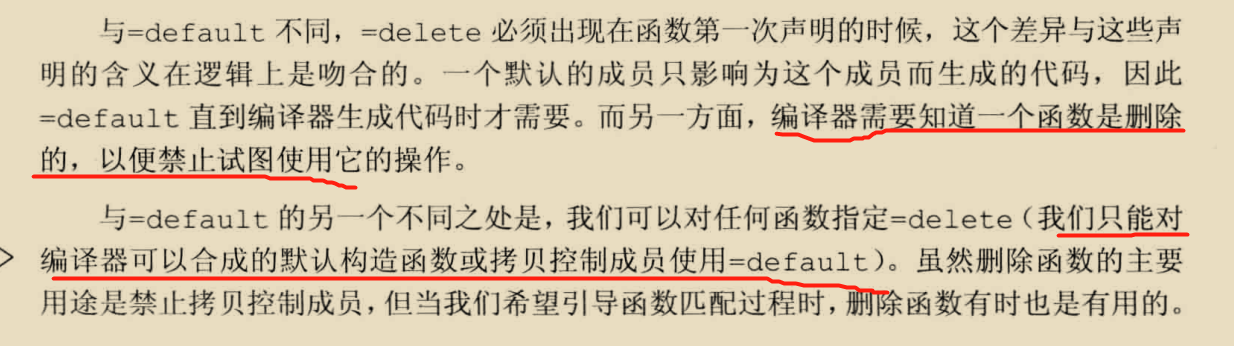 与=default 不同，=delete 必须出现在函数第一次声明的时候，这个差异与这些声
明的含义在逻辑上是吻合的。一个默认的成员只影响为这个成员而生成的代码，因此
=default 直到编译器生成代码时才需要。而另一方面，编译器需要知道一个函数是删除
的，以便禁止试图使用它的操作。
与=default 的另一个不同之处是，我们可以对任何函数指定=delete（我们只能对
编译器可以合成的默认构造函数或拷贝控制成员使用=default）。虽然删除函数的主要
用途是禁止拷贝控制成员，但当我们希望引导函数匹配过程时，删除函数有时也是有用的。